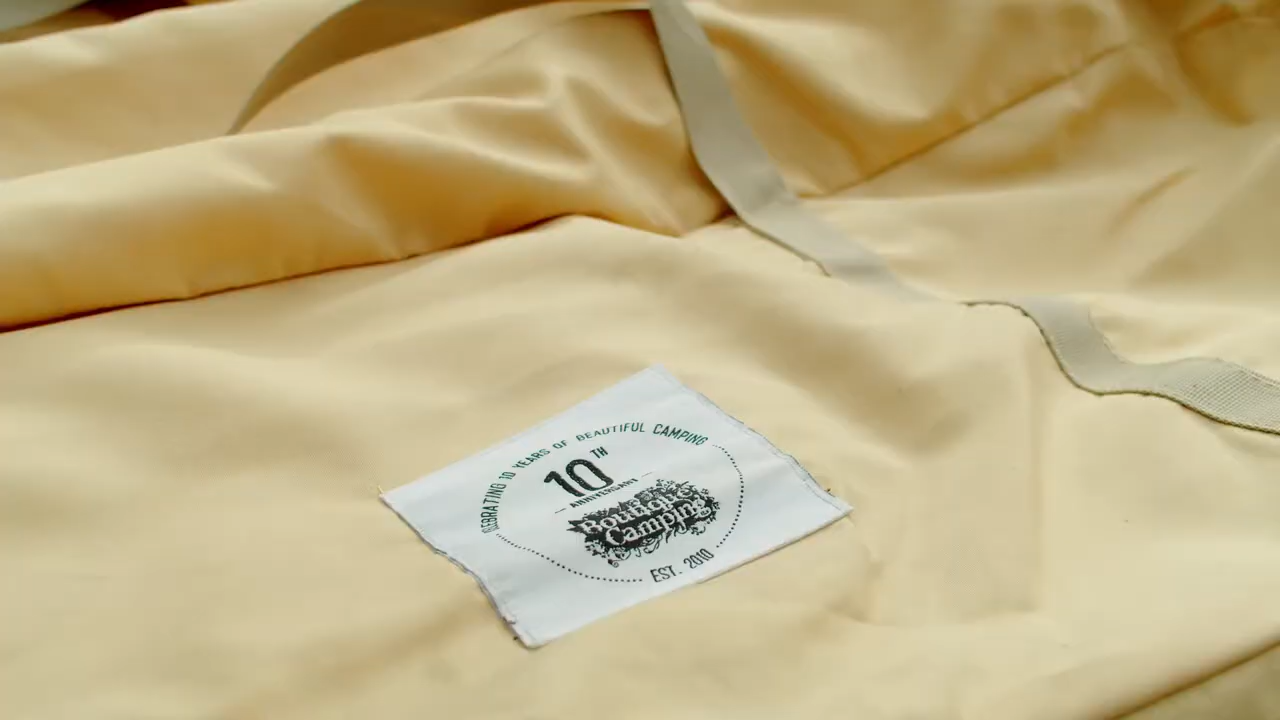 CELEBRATING 10 YEARS OF BEAUTIFUL CAMPING
10TH
ANNIVERSARY
Boutique
Camping
EST. 2010